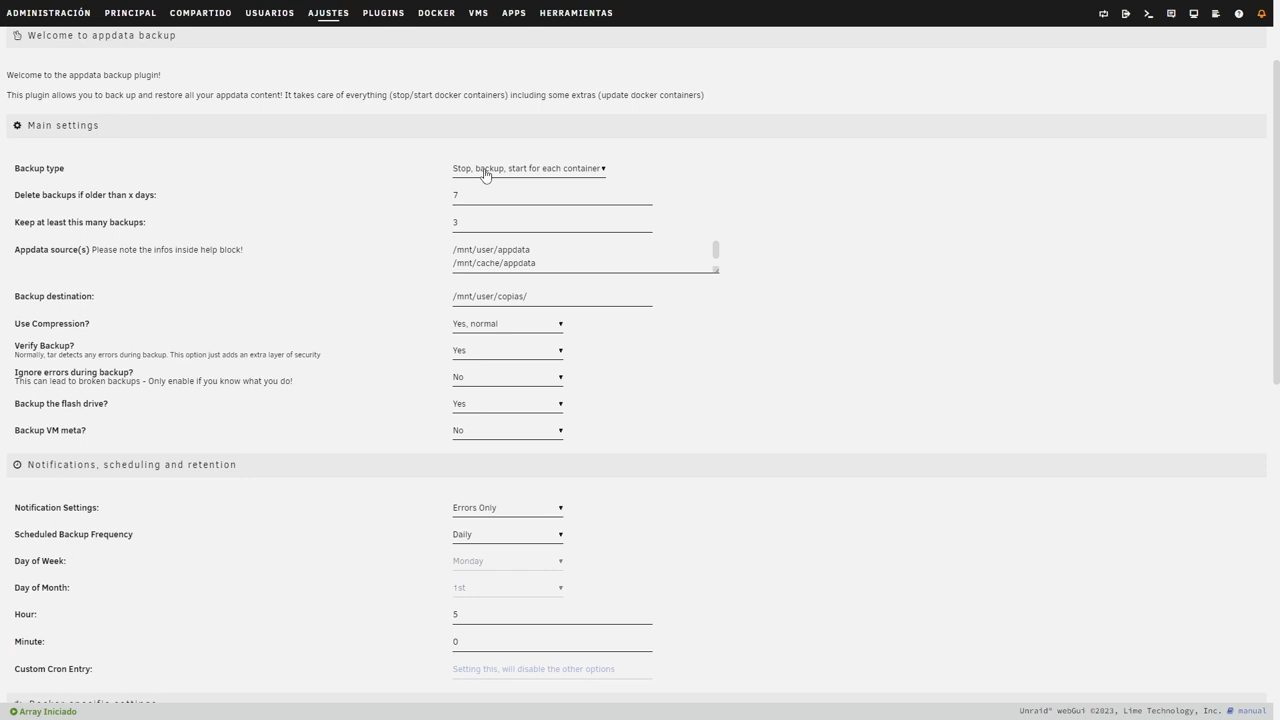 ADMINISTRACIÓN PRINCIPAL COMPARTIDO USUARIOS AJUSTES PLUGINS DOCKER VMS APPS HERRAMIENTAS
Welcome to appdata backup
Welcome to the appdata backup plugin!
This plugin allows you to back up and restore all your appdata content! It takes care of everything (stop/start docker containers) including some extras (update docker containers)
Main settings
Backup type Stop, backup, start for each container
Delete backups if older than x days: 7
Keep at least this many backups: 3
Appdata source(s) Please note the infos inside help block! /mnt/user/appdata
/mnt/cache/appdata
Backup destination: /mnt/user/copias/
Use Compression? Yes, normal
Verify Backup? Yes
Normally, tar detects any errors during backup. This option just adds an extra layer of security
Ignore errors during backup? No
This can lead to broken backups - Only enable if you know what you do!
Backup the flash drive? Yes
Backup VM meta? No
Notifications, scheduling and retention
Notification Settings: Errors Only
Scheduled Backup Frequency Daily
Day of Week: Monday
Day of Month: 1st
Hour: 5
Minute: 0
Custom Cron Entry: Setting this, will disable the other options
Docker specific settings
Array Iniciado Unraid® webGui ©2023, Lime Technology, Inc. manual